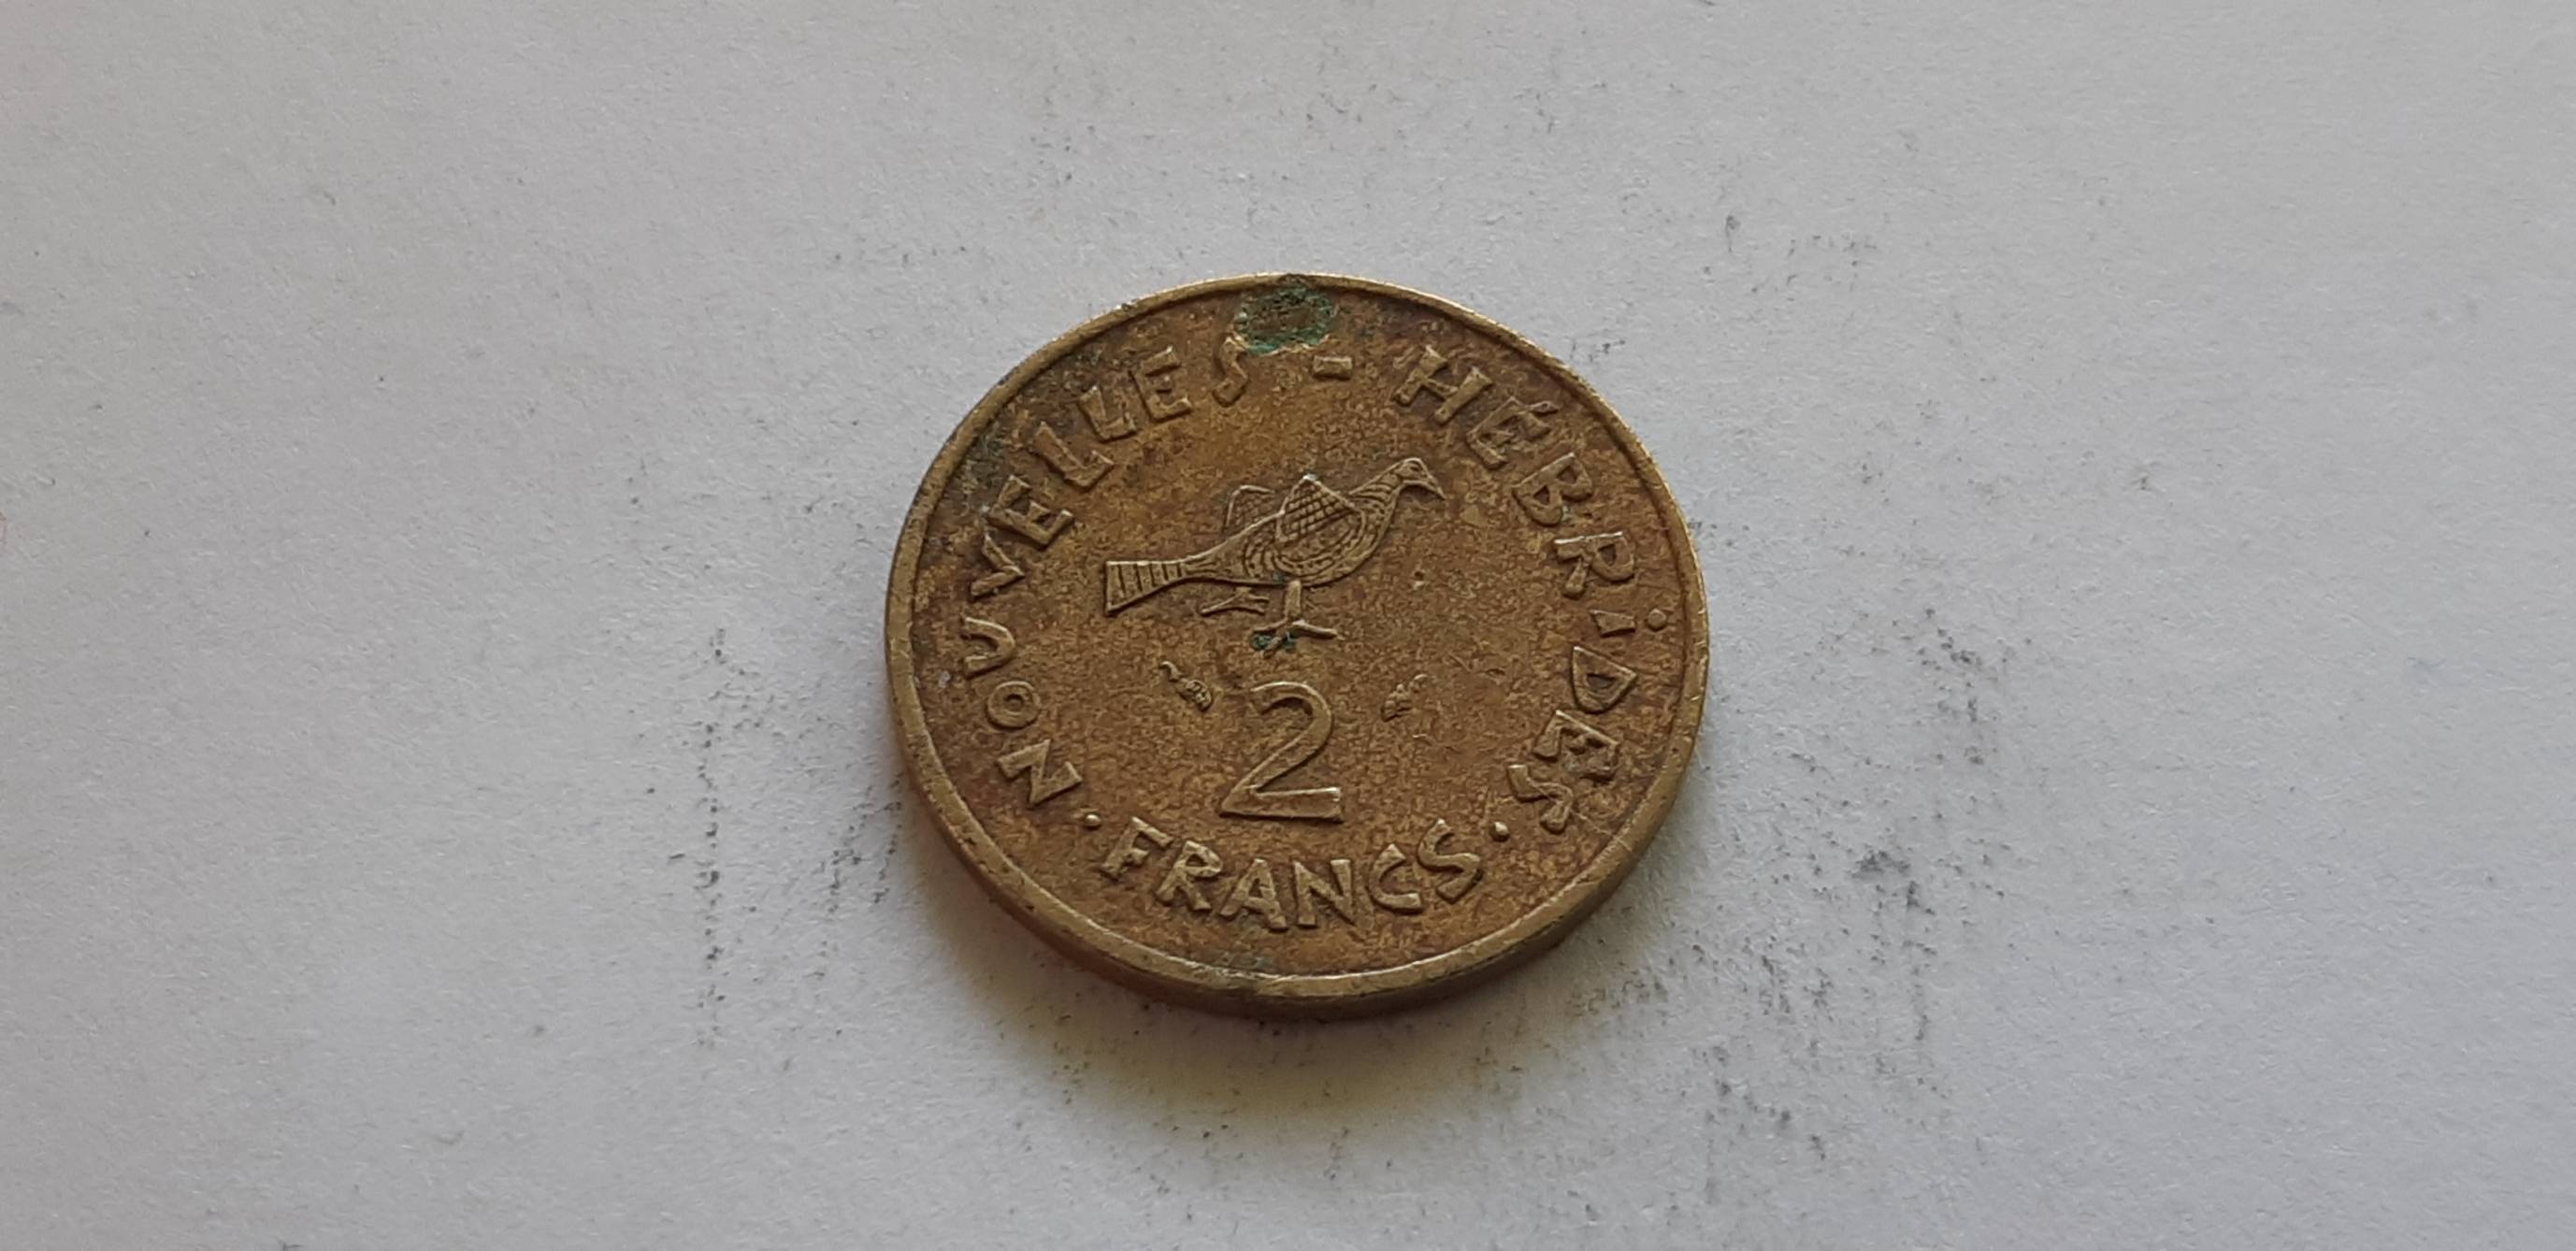 NOUVELLES - HÉBRIDES
2
· FRANCS ·